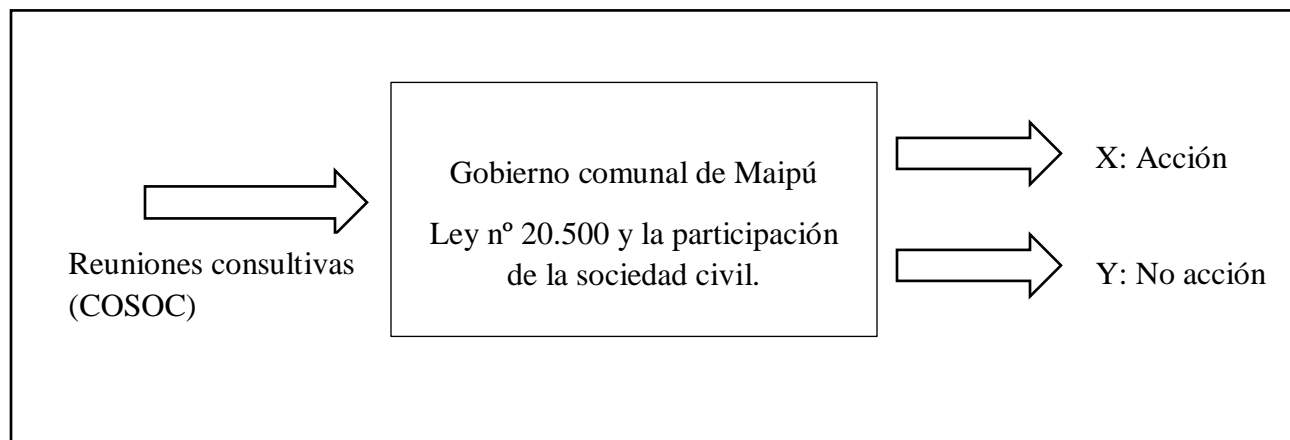 Reuniones consultivas
(COSOC)
Gobierno comunal de Maipú
Ley nº 20.500 y la participación
de la sociedad civil.
X: Acción
Y: No acción